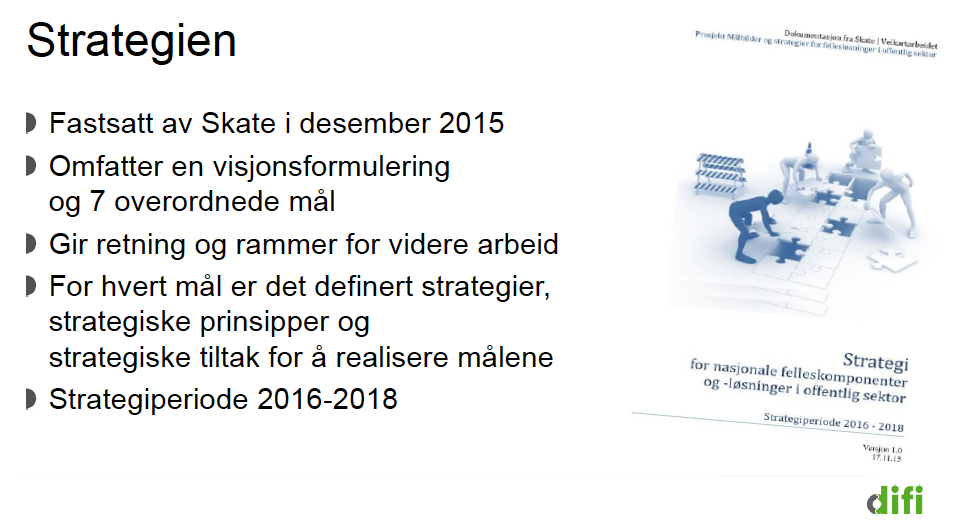 Strategien
Fastsatt av Skate i desember 2015
Omfatter en visjonsformulering
og 7 overordnede mål
Gir retning og rammer for videre arbeid
For hvert mål er det definert strategier,
strategiske prinsipper og
strategiske tiltak for å realisere målene
Strategiperiode 2016-2018
Dokumentasjon fra Skate | Veikartarbeidet
Prosjekt Målbilder og strategier for fellesløsninger i offentlig sektor
Strategi
for nasjonale felleskomponenter
og -løsninger i offentlig sektor
Strategiperiode 2016 - 2018
Versjon 1.0
17.11.15
difi